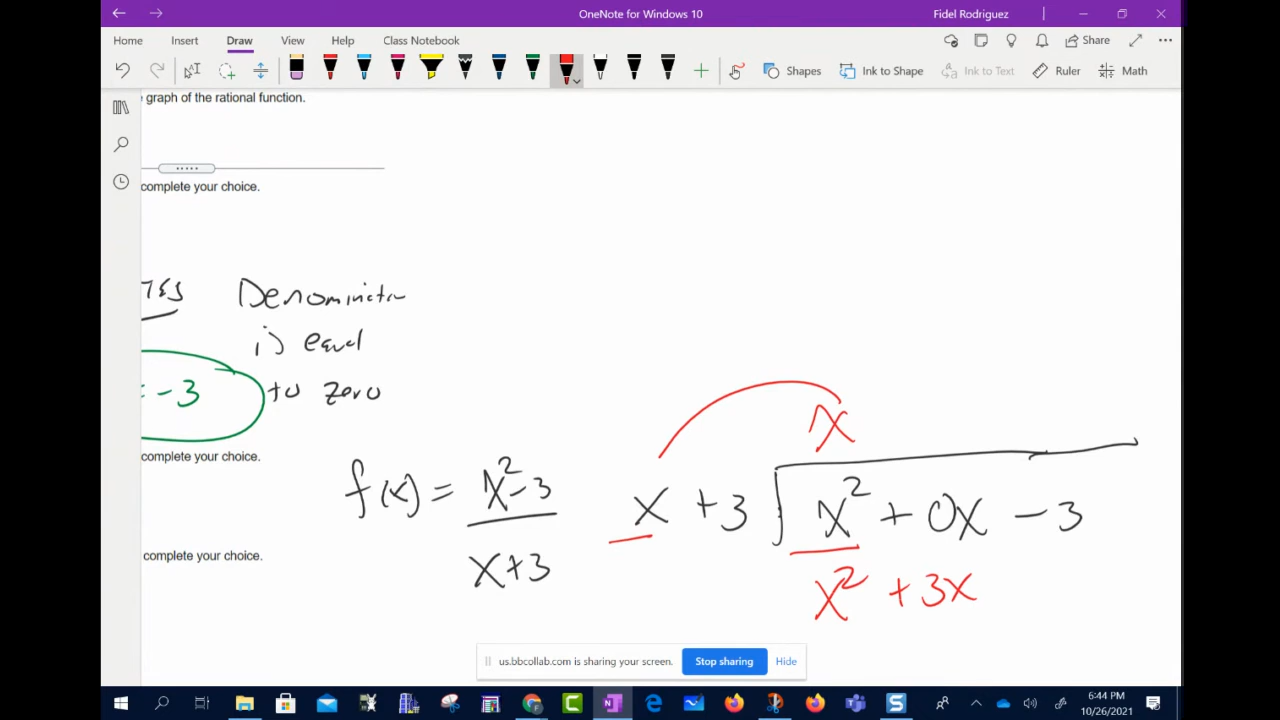 OneNote for Windows 10
Fidel Rodriguez
Home Insert Draw View Help Class Notebook
Share
Shapes Ink to Shape Ink to Text Ruler Math
graph of the rational function.
complete your choice.
Denominator
is equal
to zero
= -3
complete your choice.
f(x) = x² - 3
x + 3
x
x + 3 x² + 0x - 3
x² + 3x
complete your choice.
us.bbcollab.com is sharing your screen. Stop sharing Hide
6:44 PM
10/26/2021